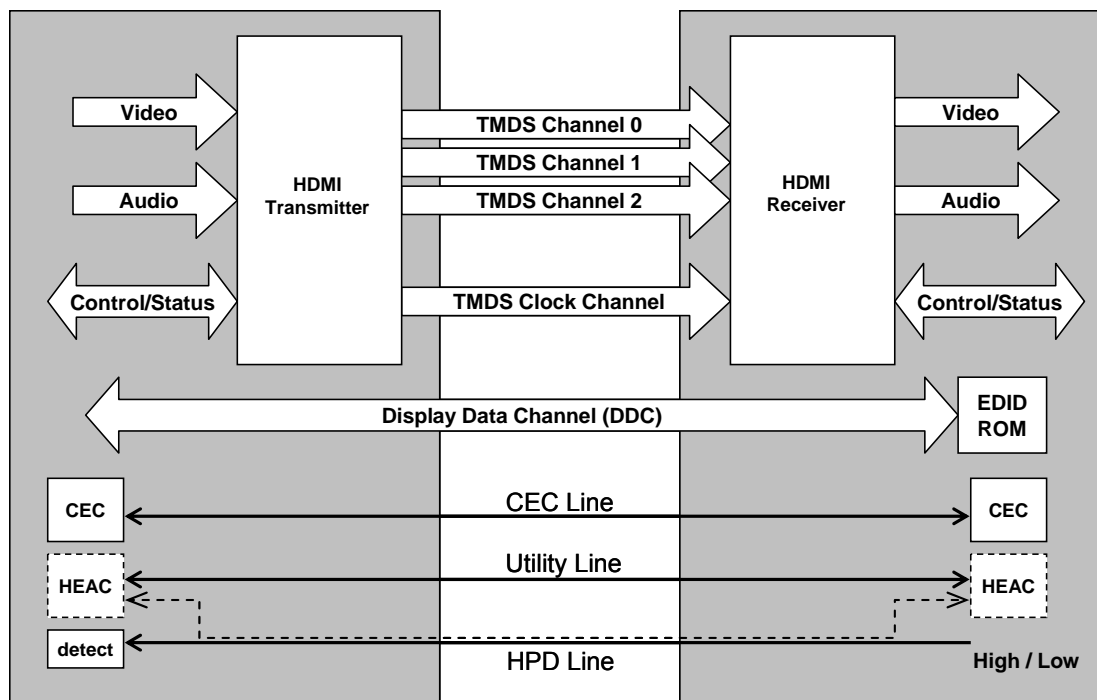 Video
TMDS Channel 0
Video
TMDS Channel 1
HDMI
Transmitter
HDMI
Receiver
Audio
TMDS Channel 2
Audio
Control/Status
TMDS Clock Channel
Control/Status
Display Data Channel (DDC)
EDID
ROM
CEC
CEC Line
CEC
Utility Line
HEAC
HEAC
detect
HPD Line
High / Low